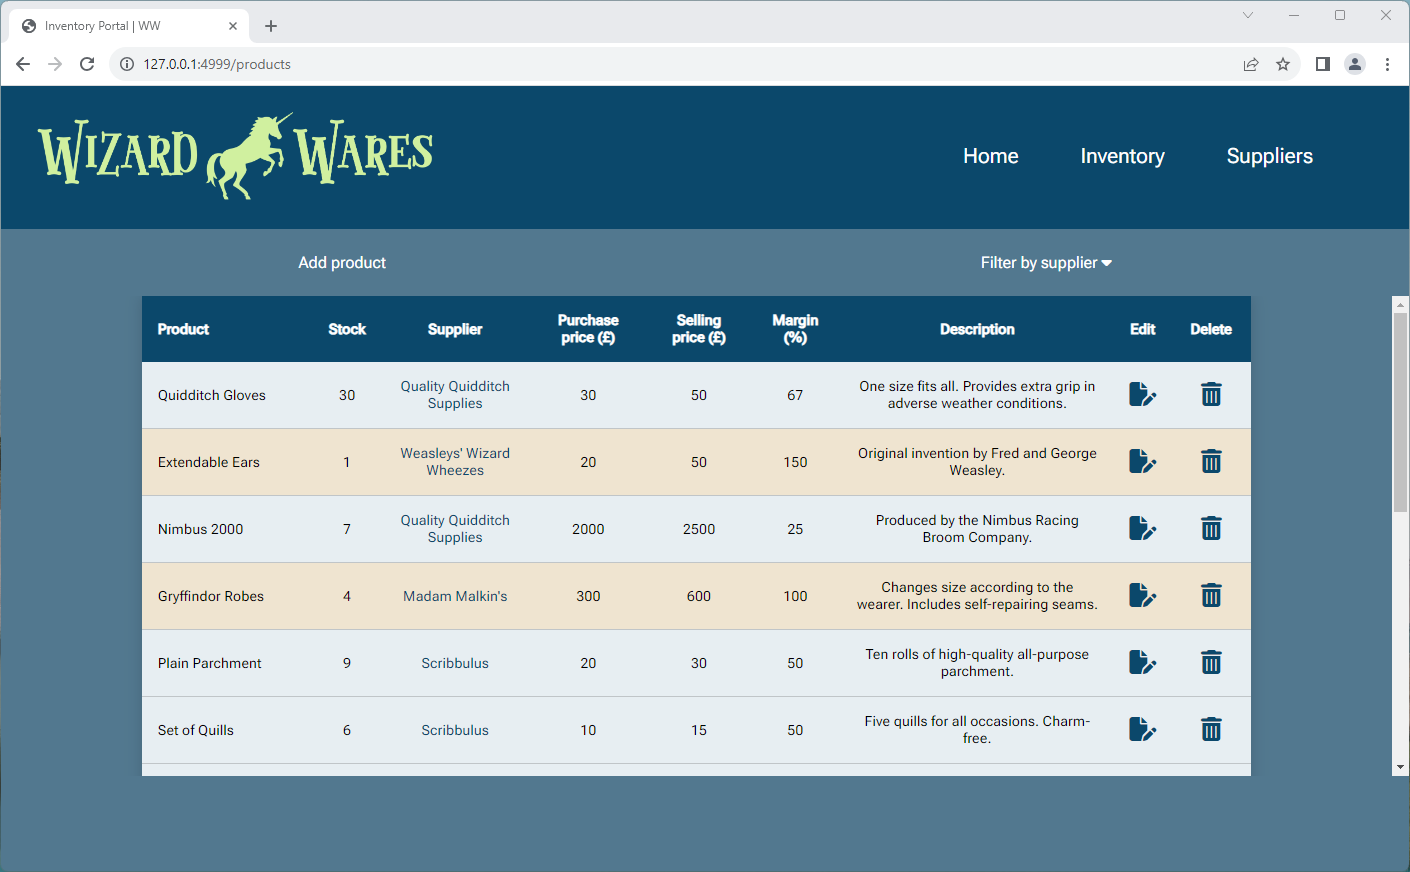 Inventory Portal | WW
127.0.0.1:4999/products
WIZARD WARES
Home Inventory Suppliers
Add product Filter by supplier
Product Stock Supplier Purchase price (£) Selling price (£) Margin (%) Description Edit Delete
Quidditch Gloves 30 Quality Quidditch Supplies 30 50 67 One size fits all. Provides extra grip in adverse weather conditions.
Extendable Ears 1 Weasleys' Wizard Wheezes 20 50 150 Original invention by Fred and George Weasley.
Nimbus 2000 7 Quality Quidditch Supplies 2000 2500 25 Produced by the Nimbus Racing Broom Company.
Gryffindor Robes 4 Madam Malkin's 300 600 100 Changes size according to the wearer. Includes self-repairing seams.
Plain Parchment 9 Scribbulus 20 30 50 Ten rolls of high-quality all-purpose parchment.
Set of Quills 6 Scribbulus 10 15 50 Five quills for all occasions. Charm-free.